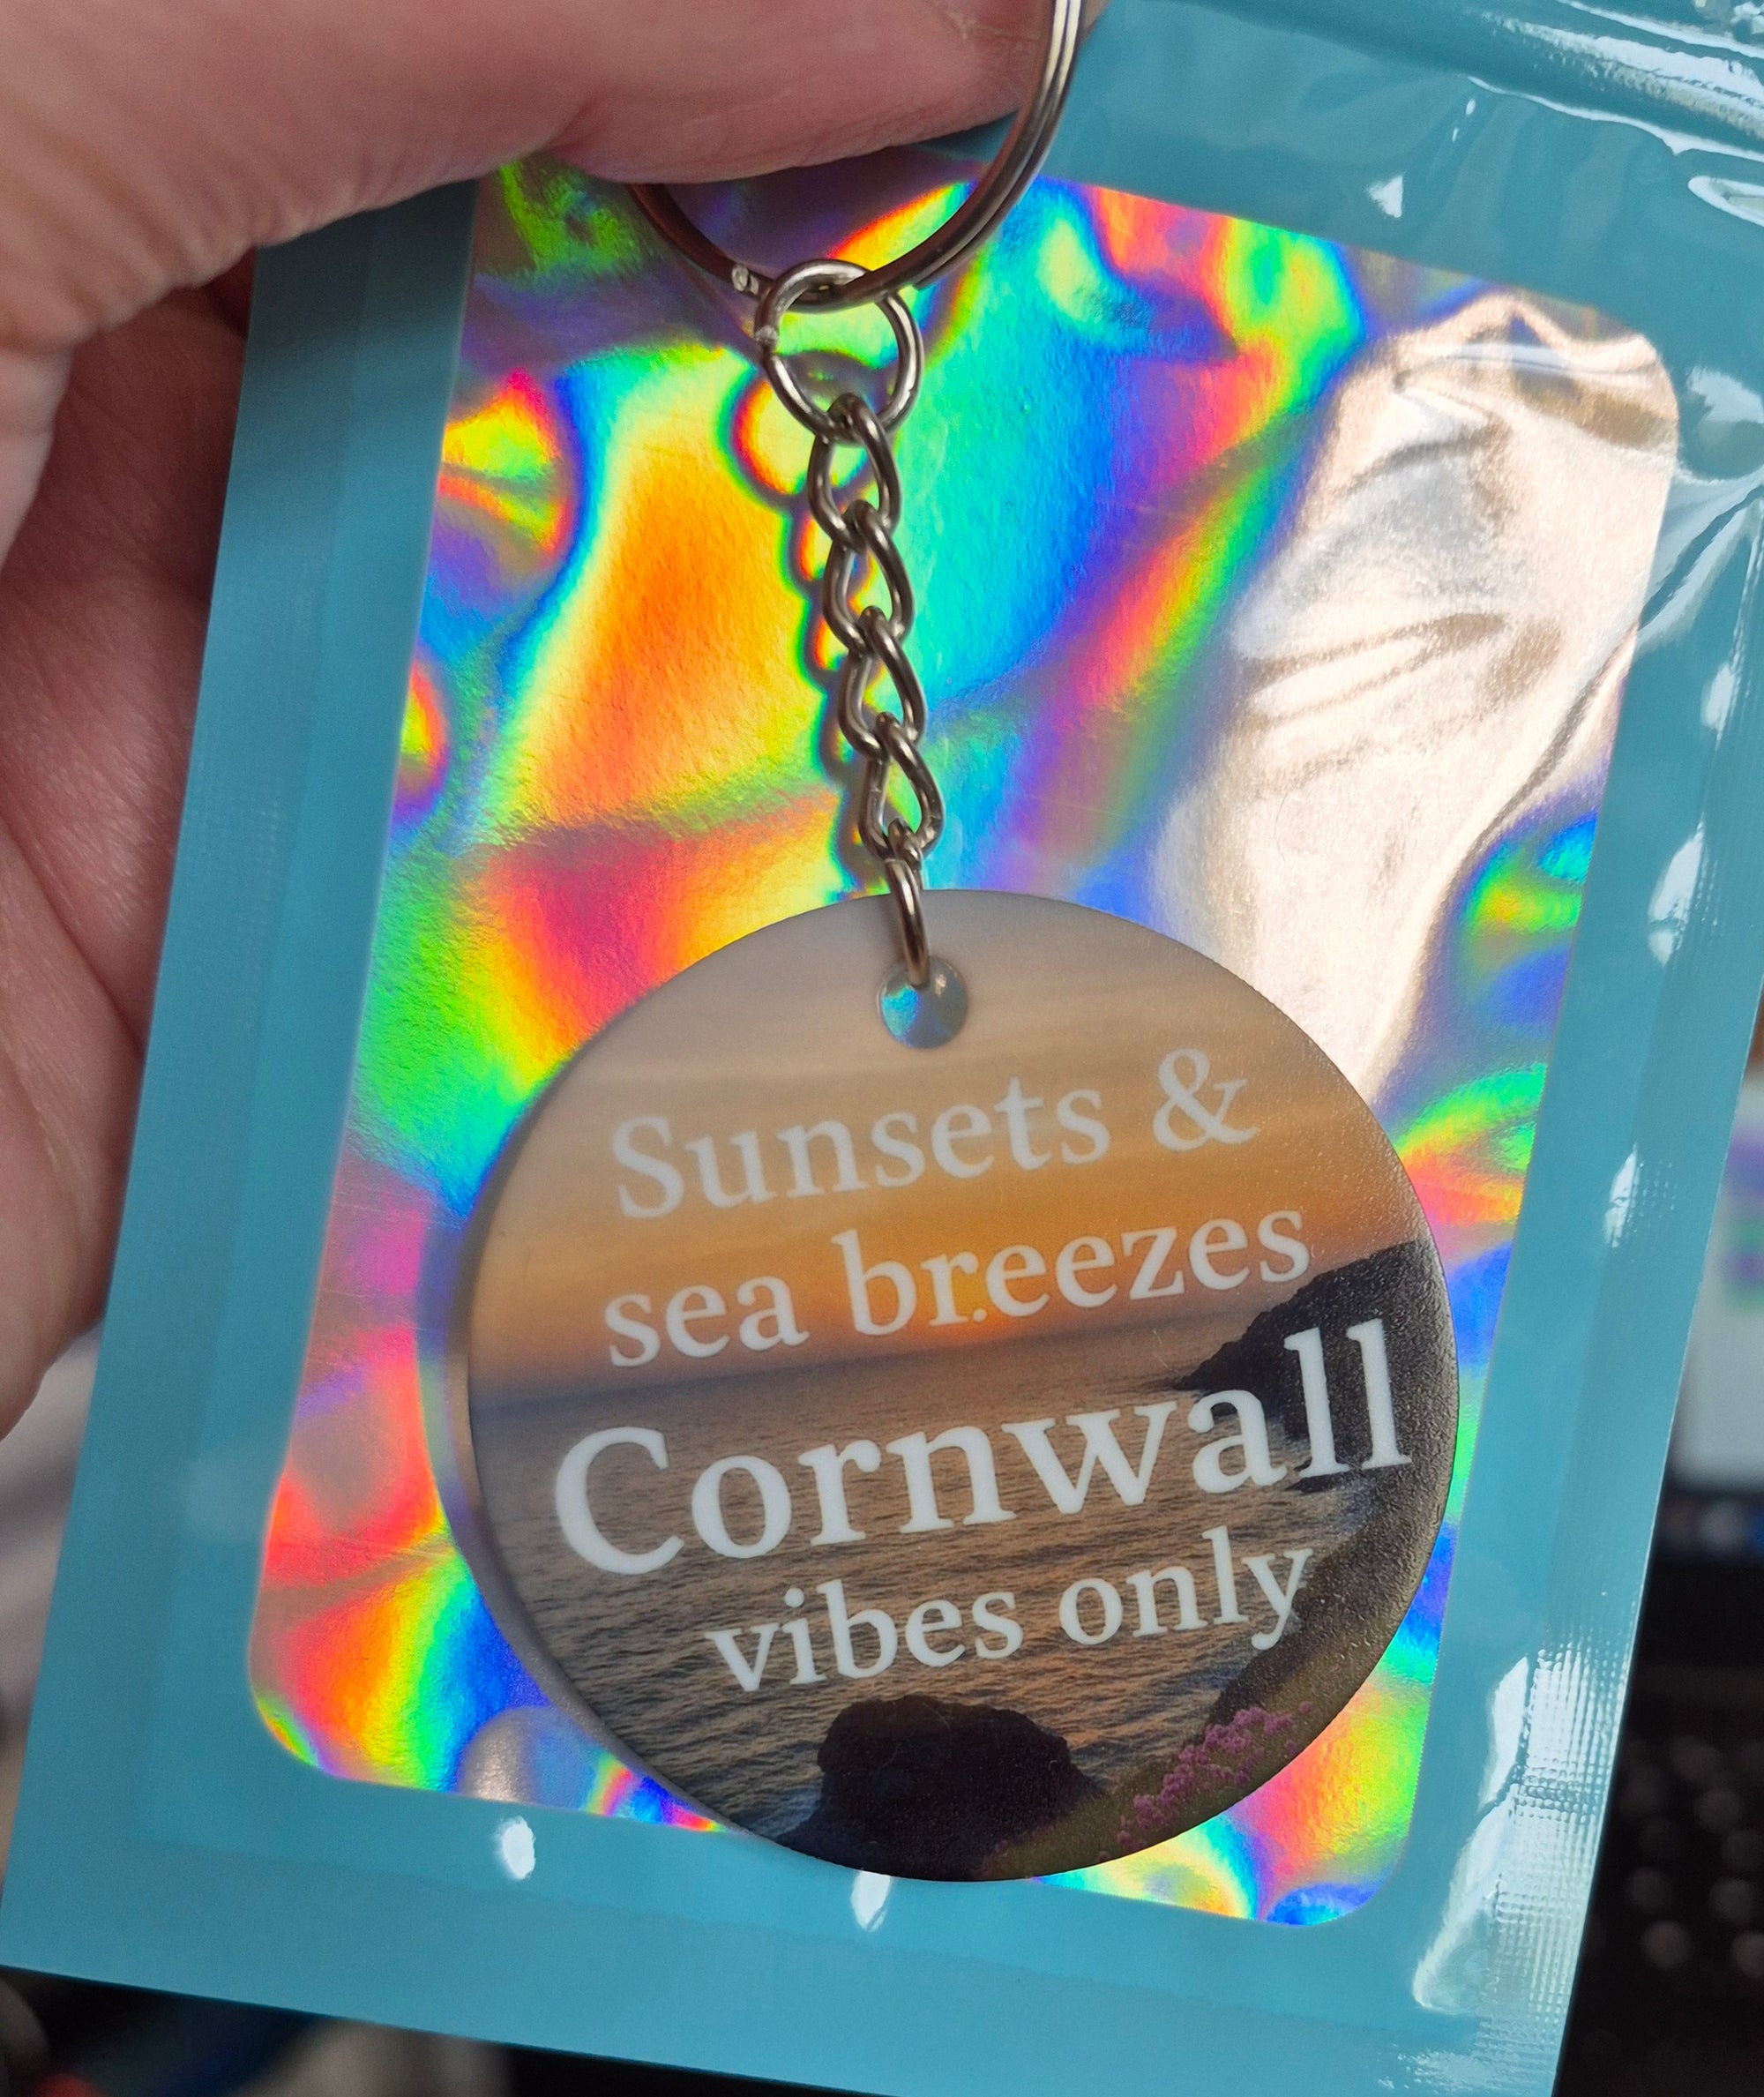 Sunsets &
sea breezes
Cornwall
vibes only